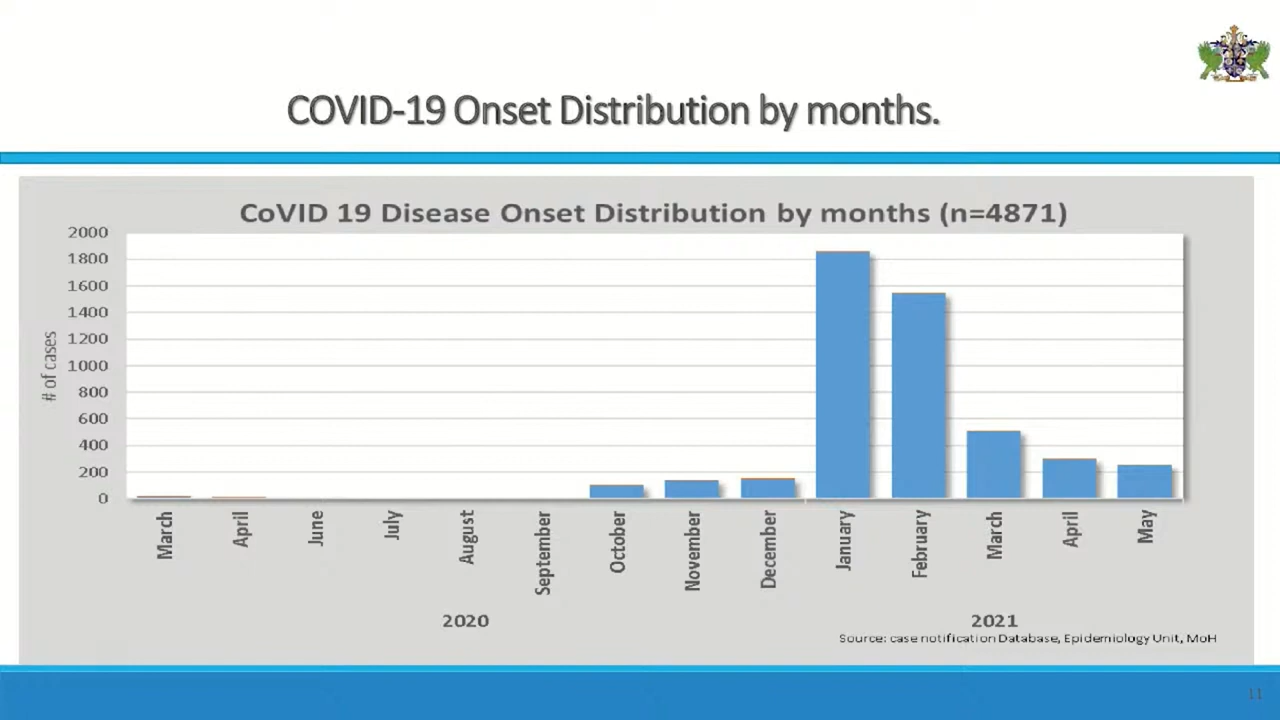 COVID-19 Onset Distribution by months.
CoVID 19 Disease Onset Distribution by months (n=4871)
2000
1800
1600
1400
1200
1000
800
600
400
200
0
# of cases
March
April
June
July
August
September
October
November
December
January
February
March
April
May
2020
2021
Source: case notification Database, Epidemiology Unit, MoH
11